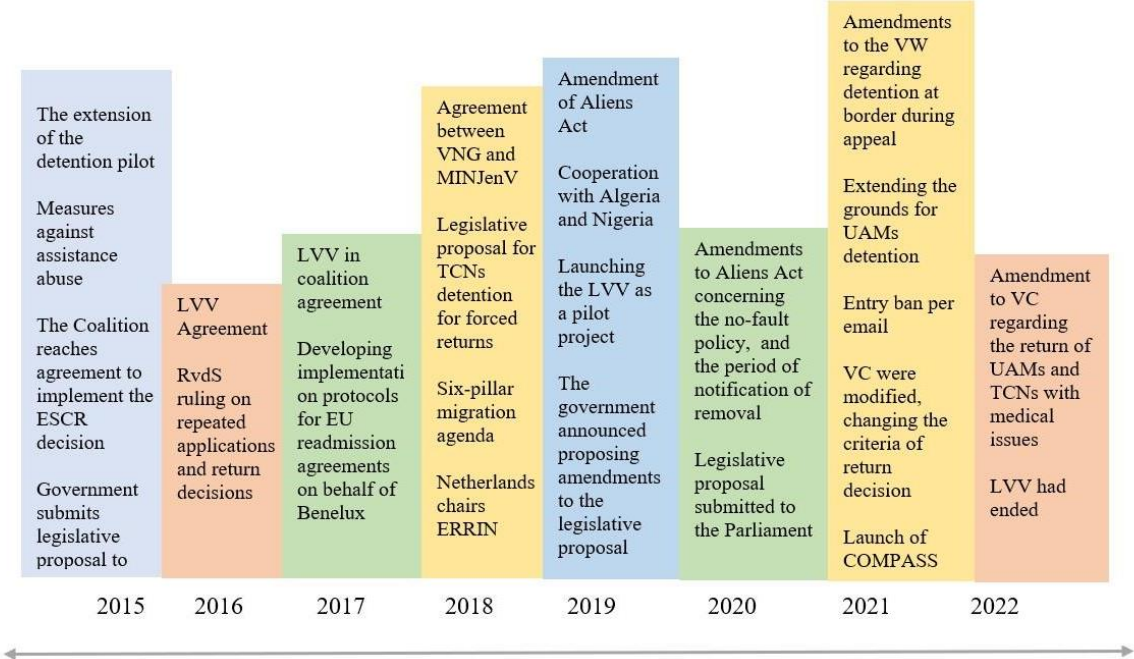 The extension
of the
detention pilot
Measures
against
assistance
abuse
The Coalition
reaches
agreement to
implement the
ESCR
decision
Government
submits
legislative
proposal to
LVV
Agreement
RvdS
ruling on
repeated
applications
and return
decisions
LVV in
coalition
agreement
Developing
implementati
on protocols
for EU
readmission
agreements
on behalf of
Benelux
Agreement
between
VNG and
MINJenV
Legislative
proposal for
TCNs
detention
for forced
returns
Six-pillar
migration
agenda
Netherlands
chairs
ERRIN
Amendment
of Aliens
Act
Cooperation
with Algeria
and Nigeria
Launching
the LVV as
a pilot
project
The
government
announced
proposing
amendments
to the
legislative
proposal
Amendments
to Aliens Act
concerning
the no-fault
policy, and
the period of
notification of
removal
Legislative
proposal
submitted to
the Parliament
Amendments
to the VW
regarding
detention at
border during
appeal
Extending the
grounds for
UAMs
detention
Entry ban per
email
VC were
modified,
changing the
criteria of
return
decision
Launch of
COMPASS
Amendment
to VC
regarding
the return of
UAMs and
TCNs with
medical
issues
LVV had
ended
2015 2016 2017 2018 2019 2020 2021 2022